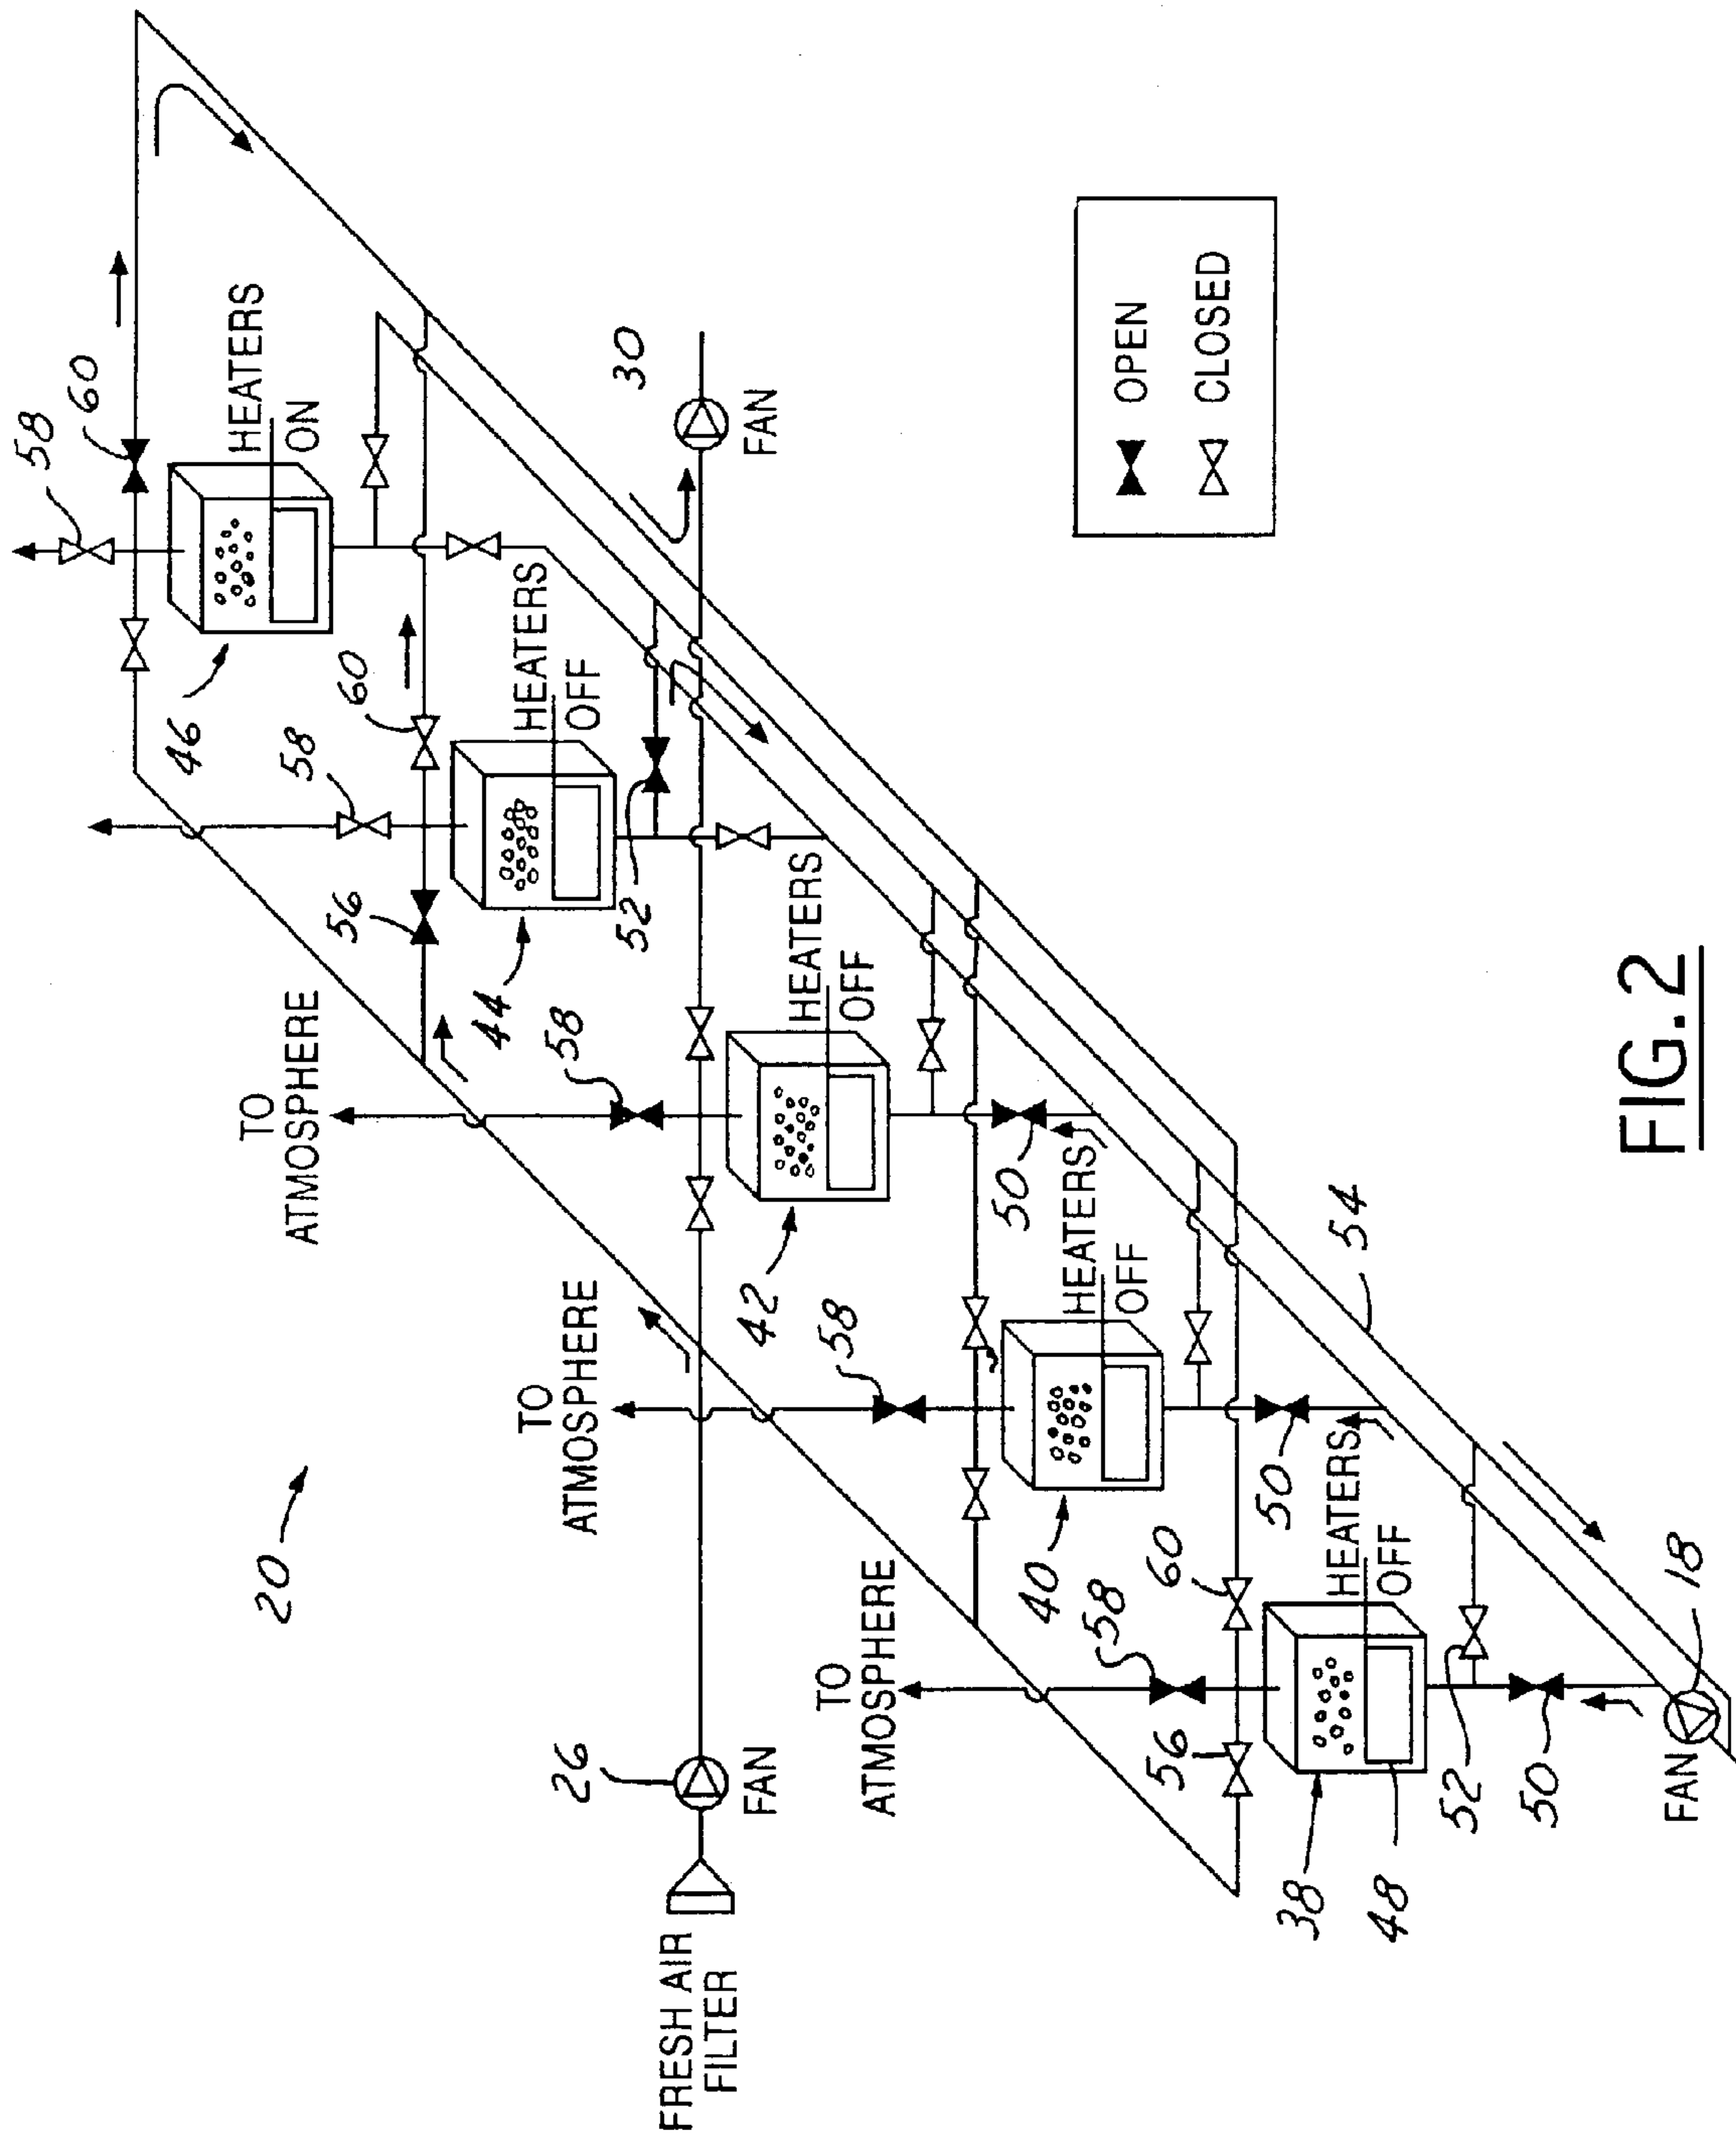 58
60
HEATERS
ON
46
58
60
HEATERS
OFF
30
FAN
56
44
52
TO
ATMOSPHERE
58
HEATERS
OFF
42
50
TO
ATMOSPHERE
58
HEATERS
OFF
40
50
54
20
TO
ATMOSPHERE
58
60
HEATERS
OFF
56
38
48
52
50
18
FAN
26
FAN
FRESH AIR
FILTER
OPEN
CLOSED
FIG. 2